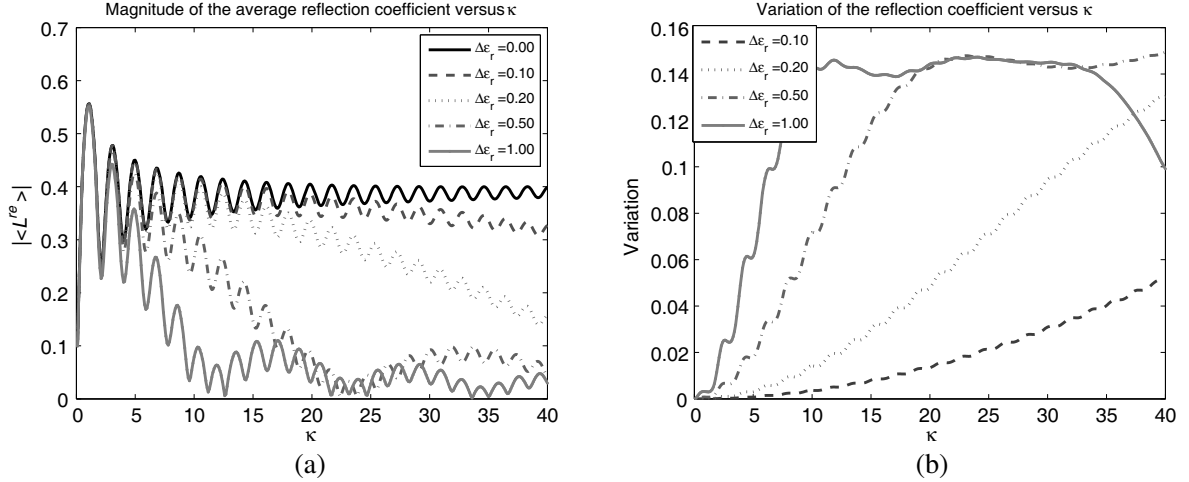 Magnitude of the average reflection coefficient versus κ
0.7
0.6
0.5
0.4
0.3
0.2
0.1
0
|<L^re>|
Δε_r=0.00
Δε_r=0.10
Δε_r=0.20
Δε_r=0.50
Δε_r=1.00
0 5 10 15 20 25 30 35 40
κ
(a)
Variation of the reflection coefficient versus κ
0.16
0.14
0.12
0.1
0.08
0.06
0.04
0.02
0
Variation
Δε_r=0.10
Δε_r=0.20
Δε_r=0.50
Δε_r=1.00
0 5 10 15 20 25 30 35 40
κ
(b)